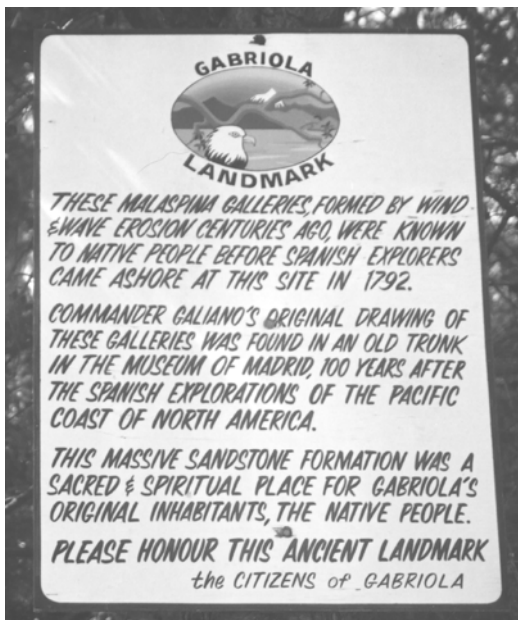 GABRIOLA
LANDMARK
THESE MALASPINA GALLERIES, FORMED BY WIND
& WAVE EROSION CENTURIES AGO, WERE KNOWN
TO NATIVE PEOPLE BEFORE SPANISH EXPLORERS
CAME ASHORE AT THIS SITE IN 1792.
COMMANDER GALIANO'S ORIGINAL DRAWING OF
THESE GALLERIES WAS FOUND IN AN OLD TRUNK
IN THE MUSEUM OF MADRID, 100 YEARS AFTER
THE SPANISH EXPLORATIONS OF THE PACIFIC
COAST OF NORTH AMERICA.
THIS MASSIVE SANDSTONE FORMATION WAS A
SACRED & SPIRITUAL PLACE FOR GABRIOLA'S
ORIGINAL INHABITANTS, THE NATIVE PEOPLE.
PLEASE HONOUR THIS ANCIENT LANDMARK
the CITIZENS of GABRIOLA